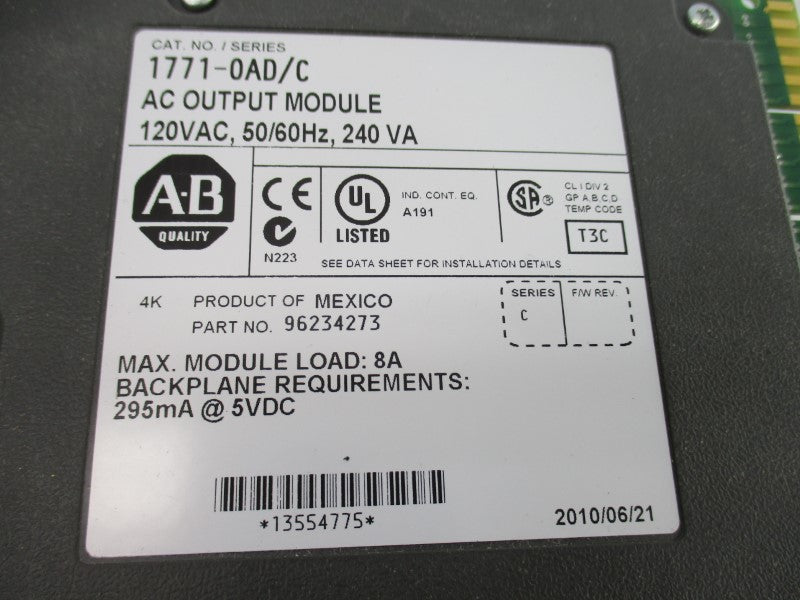 CAT. NO. / SERIES
1771-OAD/C
AC OUTPUT MODULE
120VAC, 50/60Hz, 240 VA
A-B
QUALITY
CE
N223
UL
LISTED
IND. CONT. EQ.
A191
SA
CL I DIV 2
GP A,B,C,D
TEMP CODE
T3C
SEE DATA SHEET FOR INSTALLATION DETAILS
4K PRODUCT OF MEXICO
PART NO. 96234273
SERIES
C
F/W REV.
MAX. MODULE LOAD: 8A
BACKPLANE REQUIREMENTS:
295mA @ 5VDC
*13554775*
2010/06/21